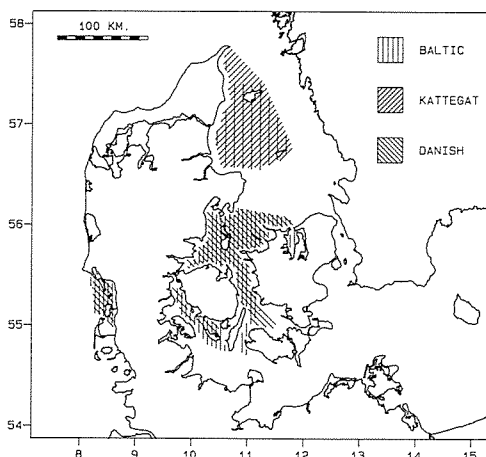 58
100 KM.
BALTIC
KATTEGAT
57
DANISH
56
55
54
8 9 10 11 12 13 14 15